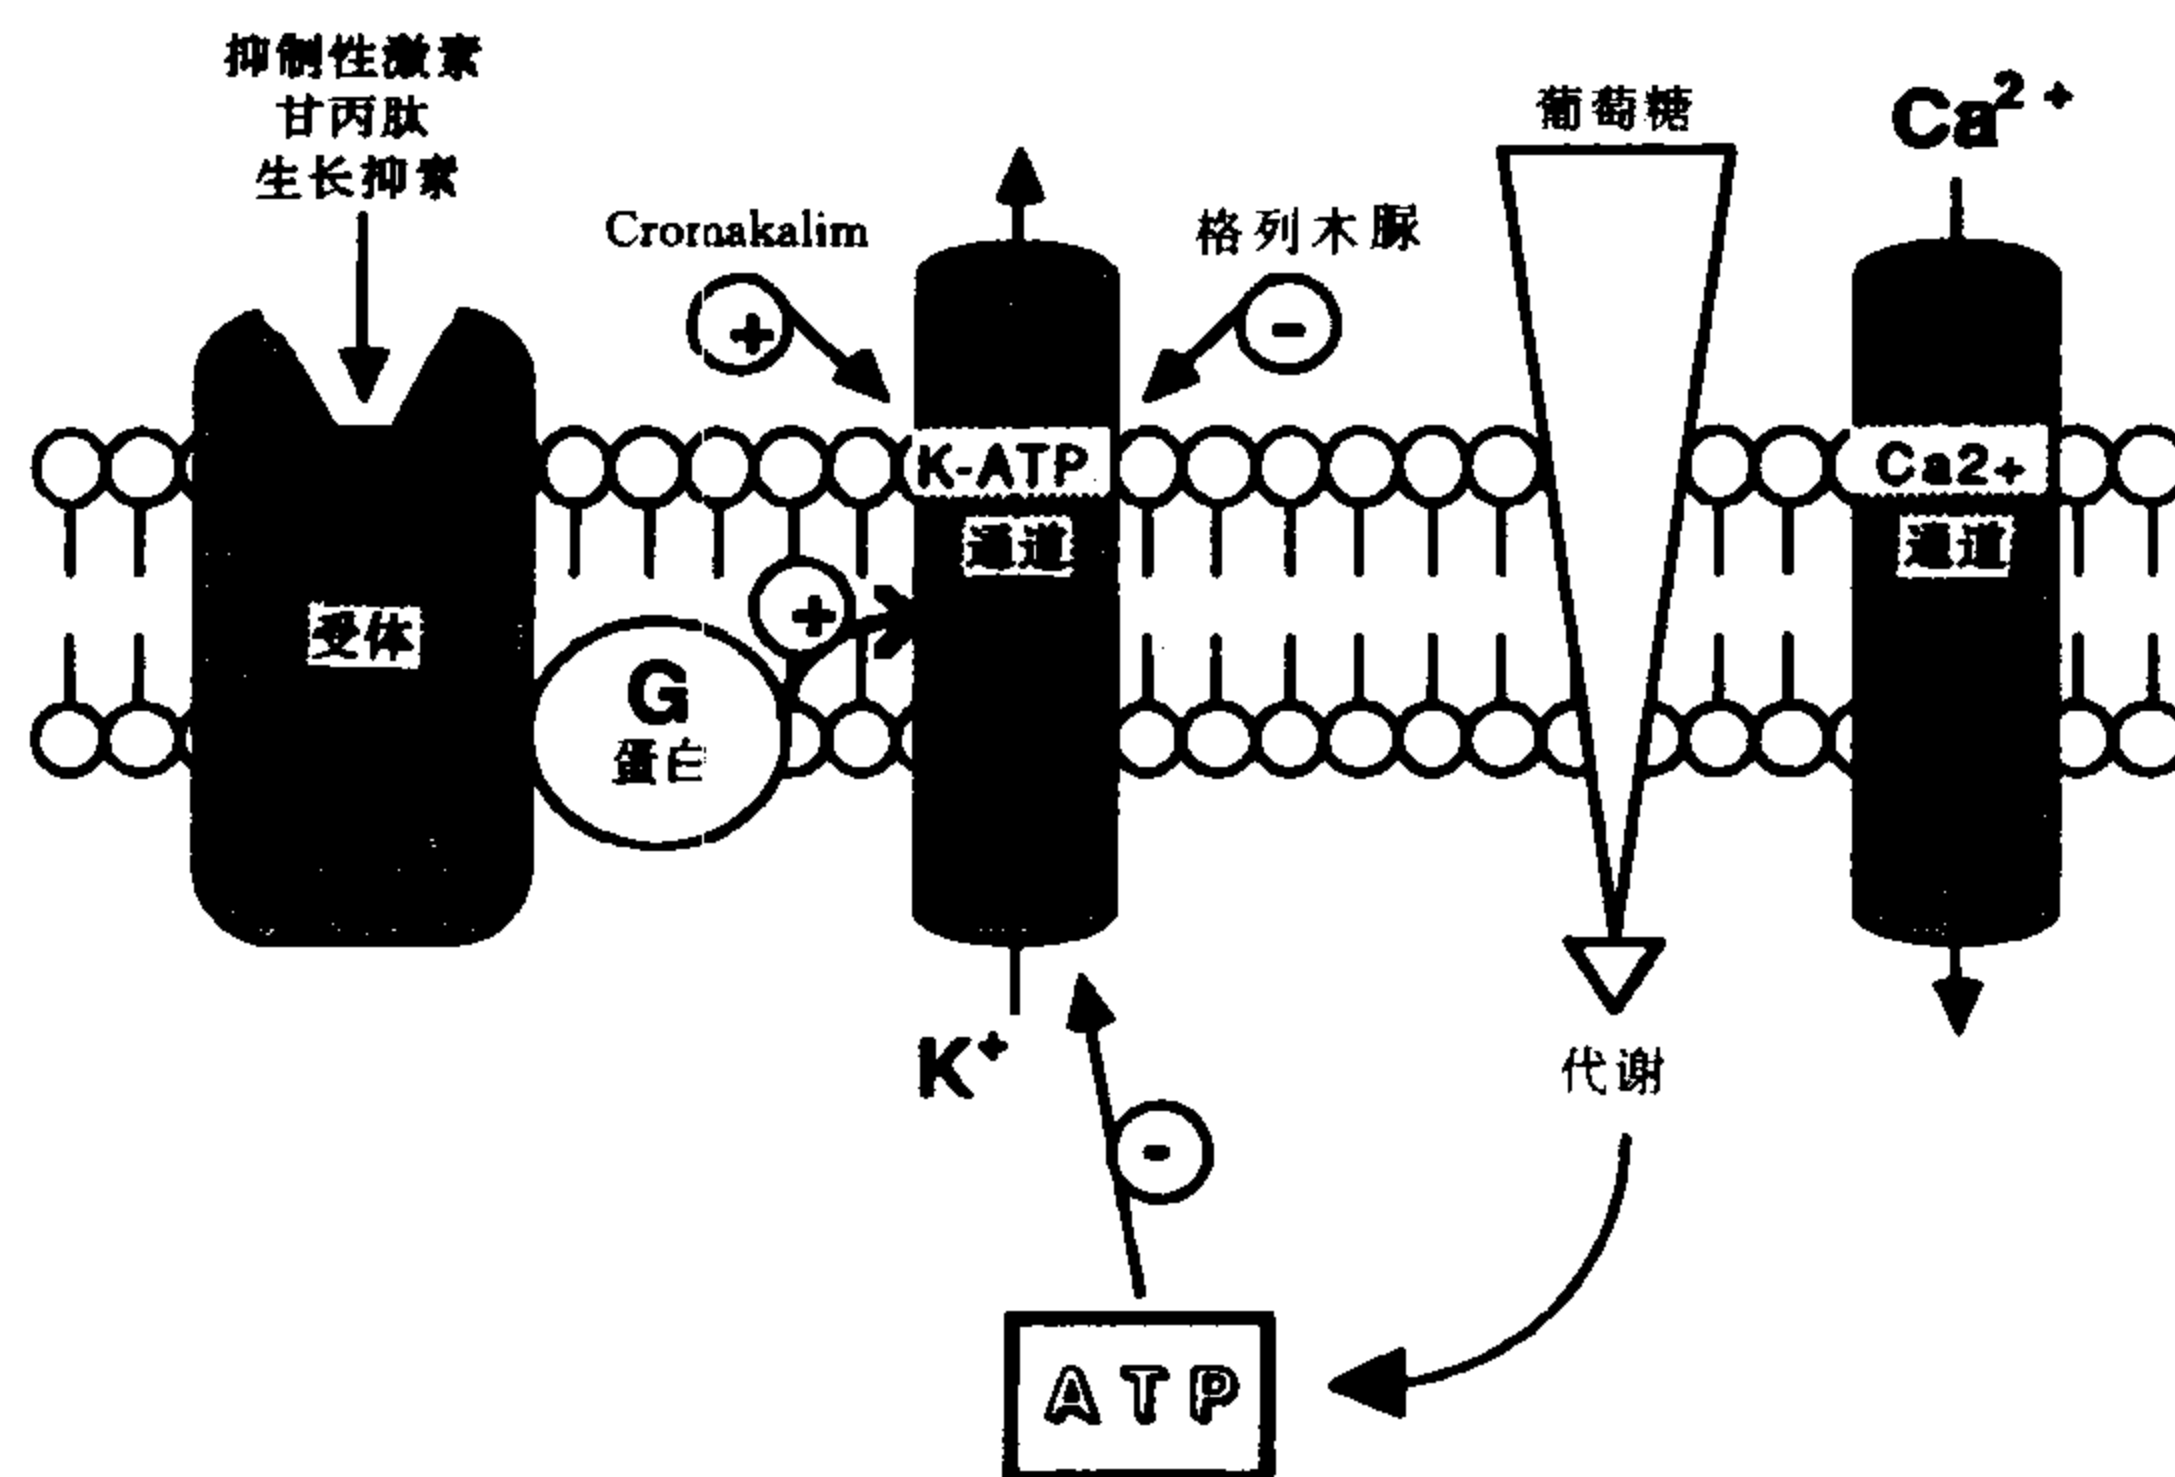 抑制性激素
甘丙肽
生长抑素
Cromakalim
+
格列木脲
-
葡萄糖
Ca2+
K-ATP
通道
Ca2+
通道
受体
+
G
蛋白
K+
-
代谢
ATP